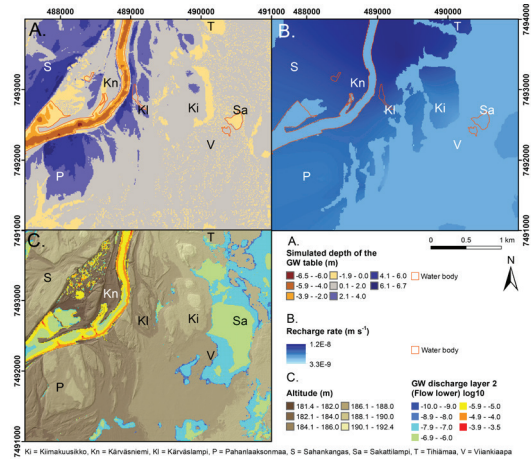 488000 489000 490000 491000 488000 489000 490000
A. T B. T
S S
Kn Kn
Kl Ki Sa Kl Ki Sa
V V
P P
7493000 7492000 7491000
7494000 7493000 7492000 7491000
C. T
S
Kn
Kl Ki Sa
V
P
7493000 7492000 7491000
0 0.5 1 km
N
A.
Simulated depth of the
GW table (m)
-6.5 - -6.0 -1.9 - 0.0 4.1 - 6.0 Water body
-5.9 - -4.0 0.1 - 2.0 6.1 - 6.7
-3.9 - -2.0 2.1 - 4.0
B.
Recharge rate (m s⁻¹)
1.2E-8 Water body
3.3E-9
C.
Altitude (m)
181.4 - 182.0 186.1 - 188.0
182.1 - 184.0 188.1 - 190.0
184.1 - 186.0 190.1 - 192.4
GW discharge layer 2
(Flow lower) log10
-10.0 - -9.0 -5.9 - -5.0
-8.9 - -8.0 -4.9 - -4.0
-7.9 - -7.0 -3.9 - -3.5
-6.9 - -6.0
Ki = Kiimakuusikko, Kn = Kärväsniemi, Kl = Kärväslampi, P = Pahanlaaksonmaa, S = Sahankangas, Sa = Sakattilampi, T = Tihiämaa, V = Viiankiaapa